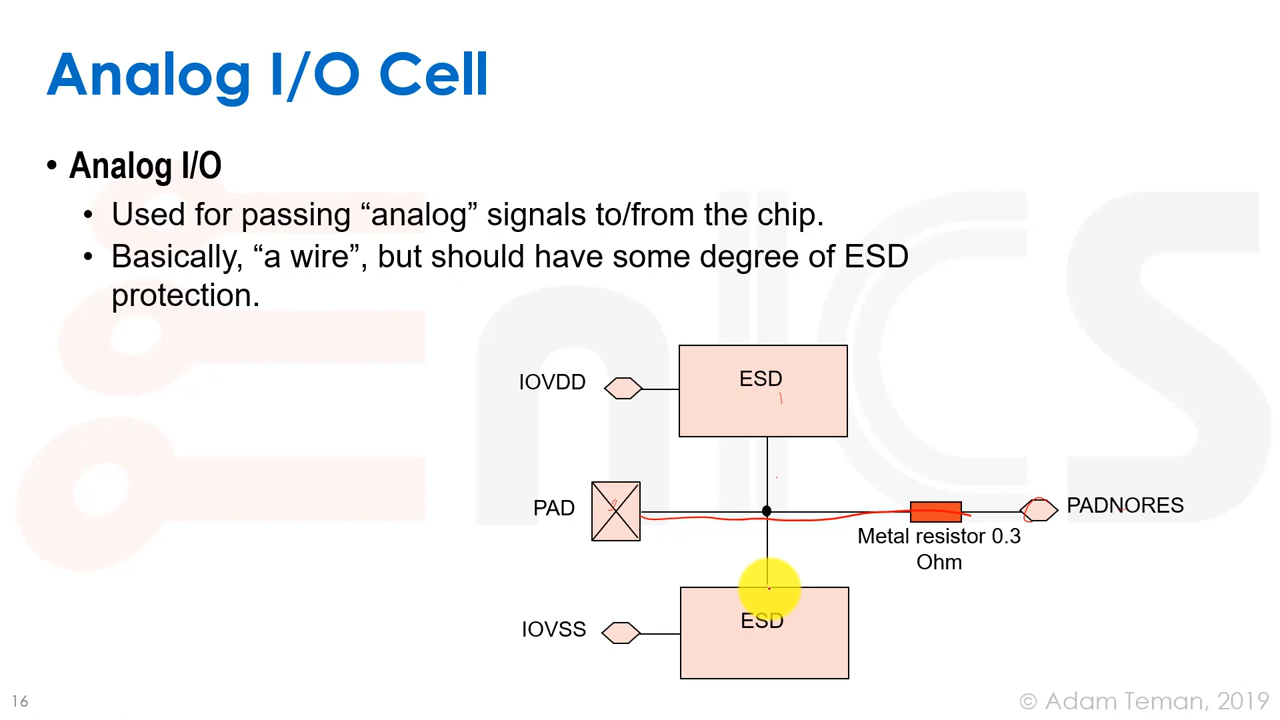 Analog I/O Cell
• Analog I/O
• Used for passing “analog” signals to/from the chip.
• Basically, “a wire”, but should have some degree of ESD
protection.
IOVDD
ESD
PAD
PADNORES
Metal resistor 0.3
Ohm
IOVSS
ESD
16
© Adam Teman, 2019
EnICS